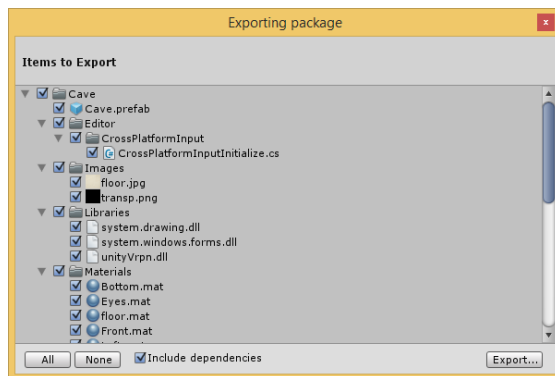 Exporting package
x
Items to Export
Cave
Cave.prefab
Editor
CrossPlatformInput
CrossPlatformInputInitialize.cs
Images
floor.jpg
transp.png
Libraries
system.drawing.dll
system.windows.forms.dll
unityVrpn.dll
Materials
Bottom.mat
Eyes.mat
floor.mat
Front.mat
All
None
Include dependencies
Export...